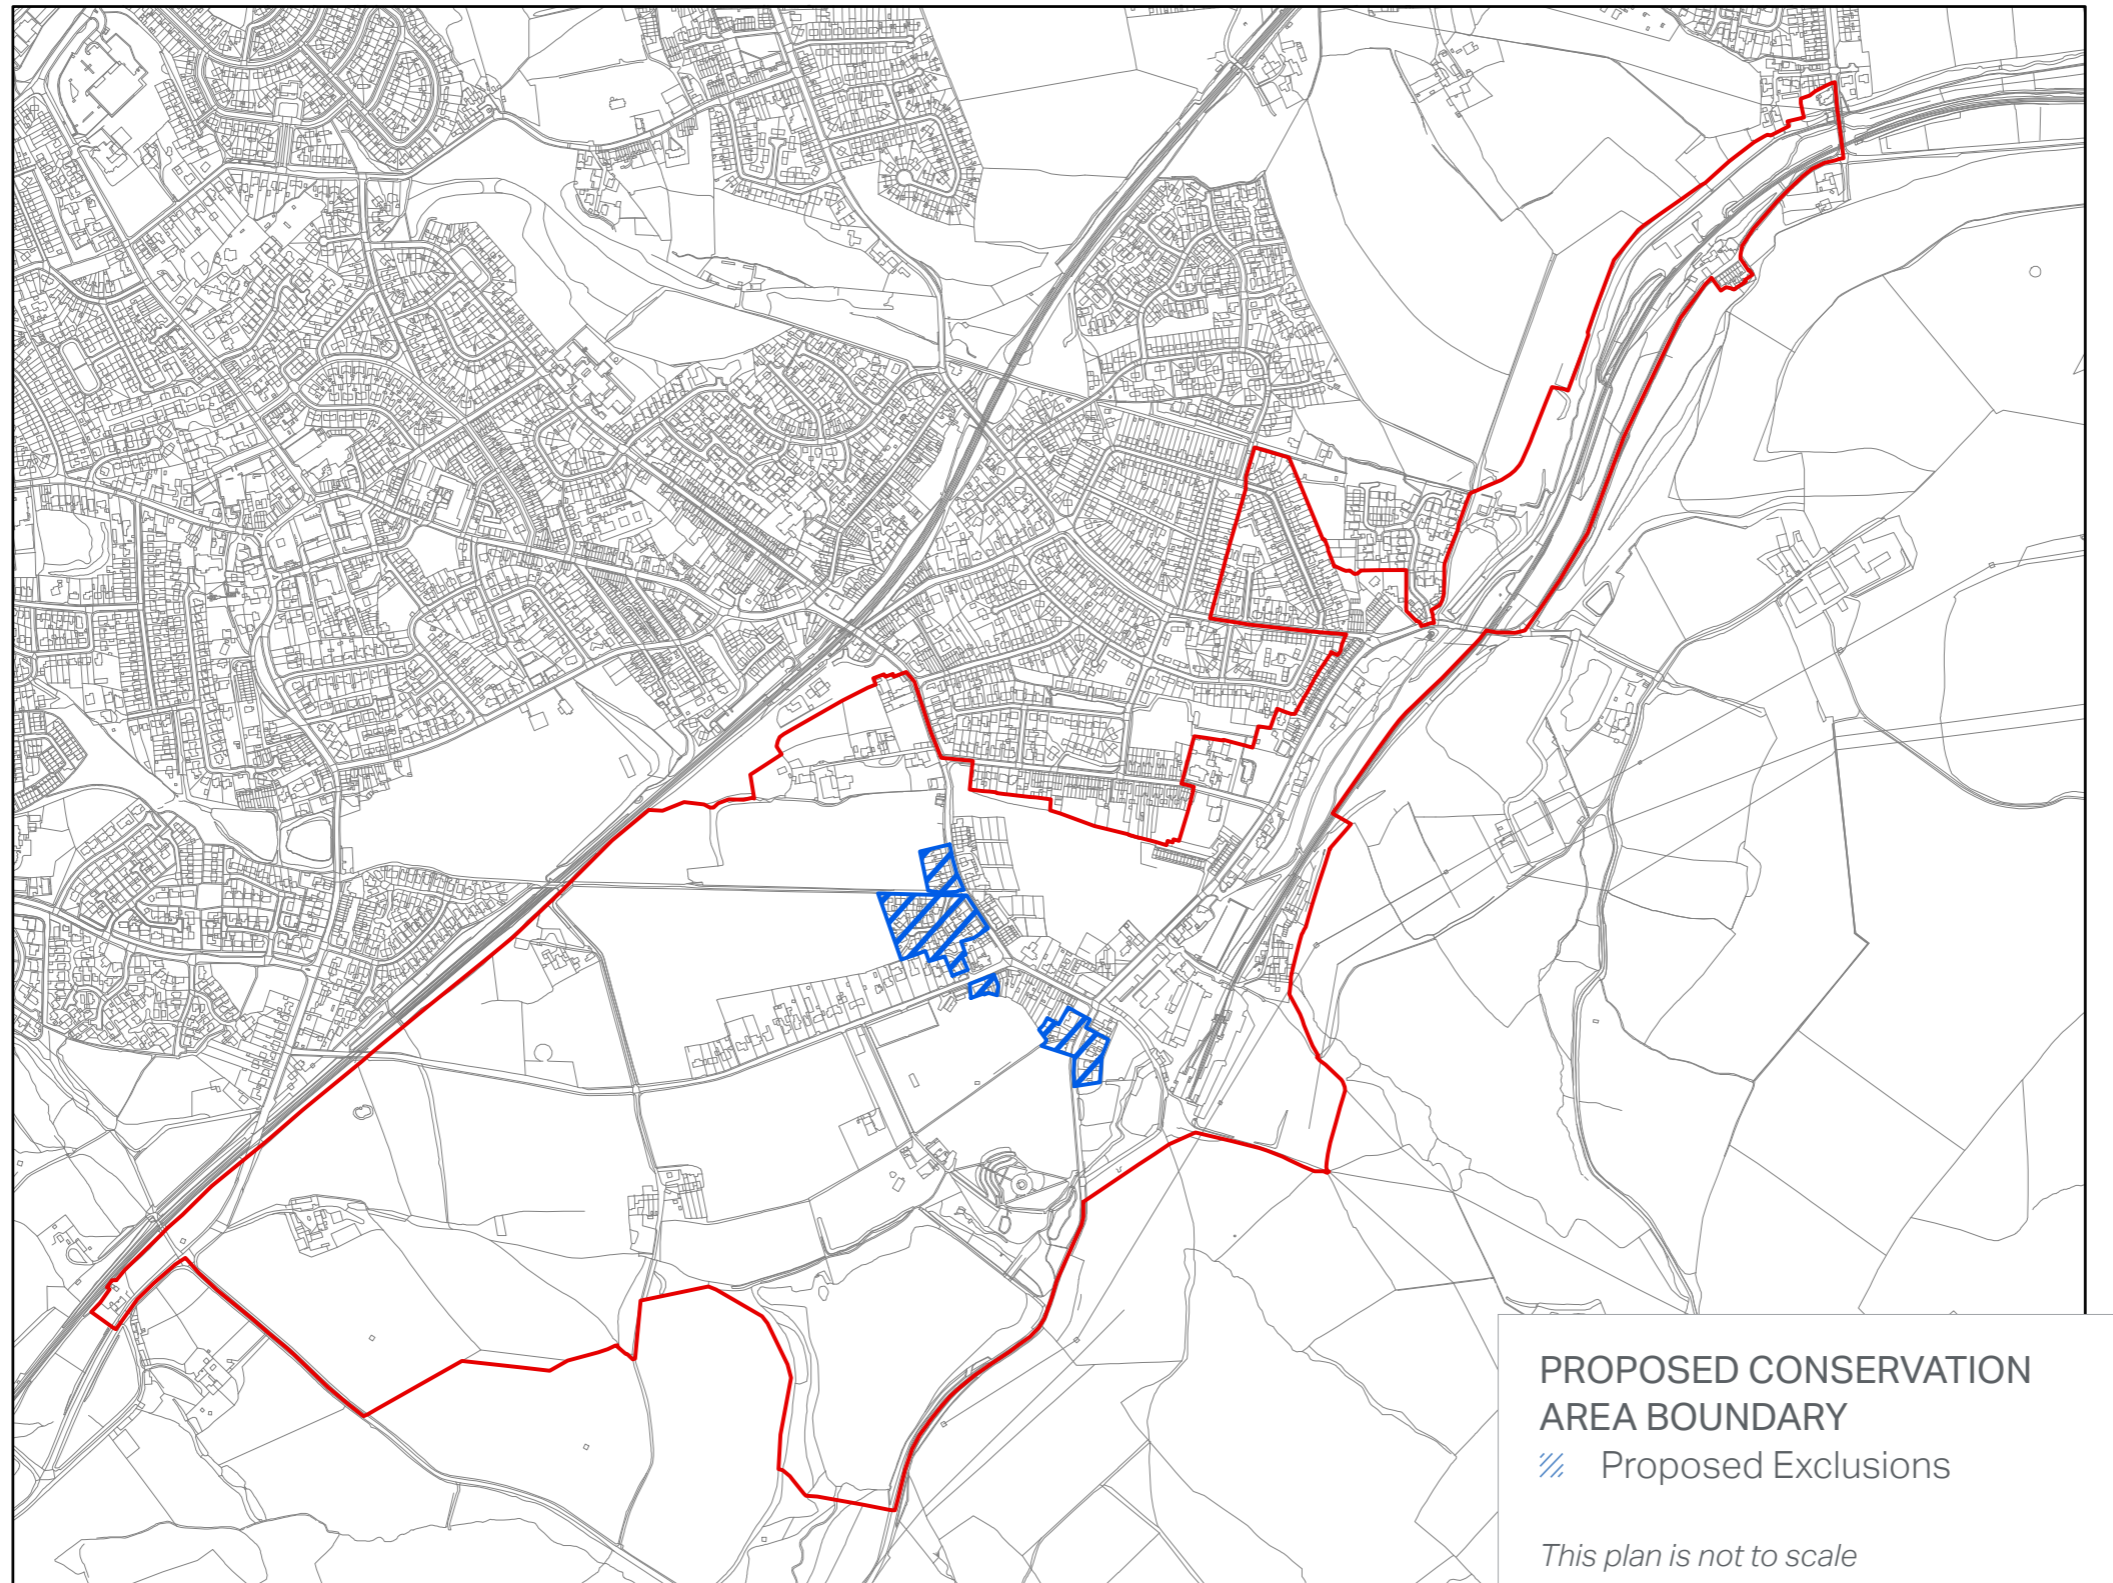 PROPOSED CONSERVATION
AREA BOUNDARY
Proposed Exclusions
This plan is not to scale